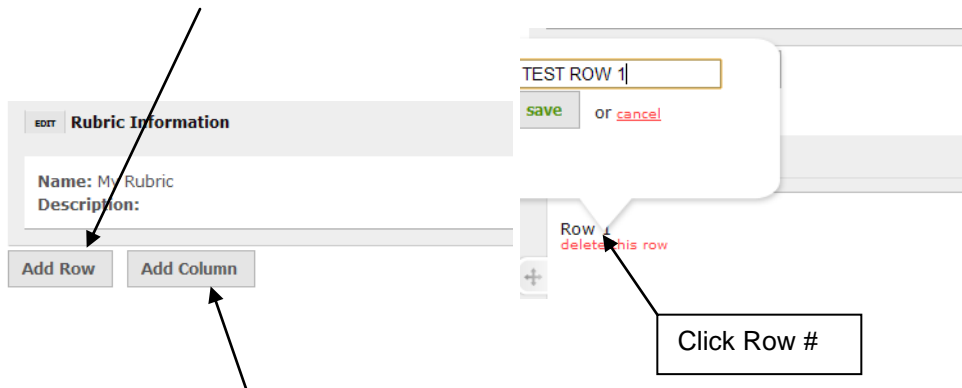 EDIT Rubric Information
Name: My Rubric
Description:
Add Row Add Column
TEST ROW 1
save or cancel
Row 1
delete this row
Click Row #